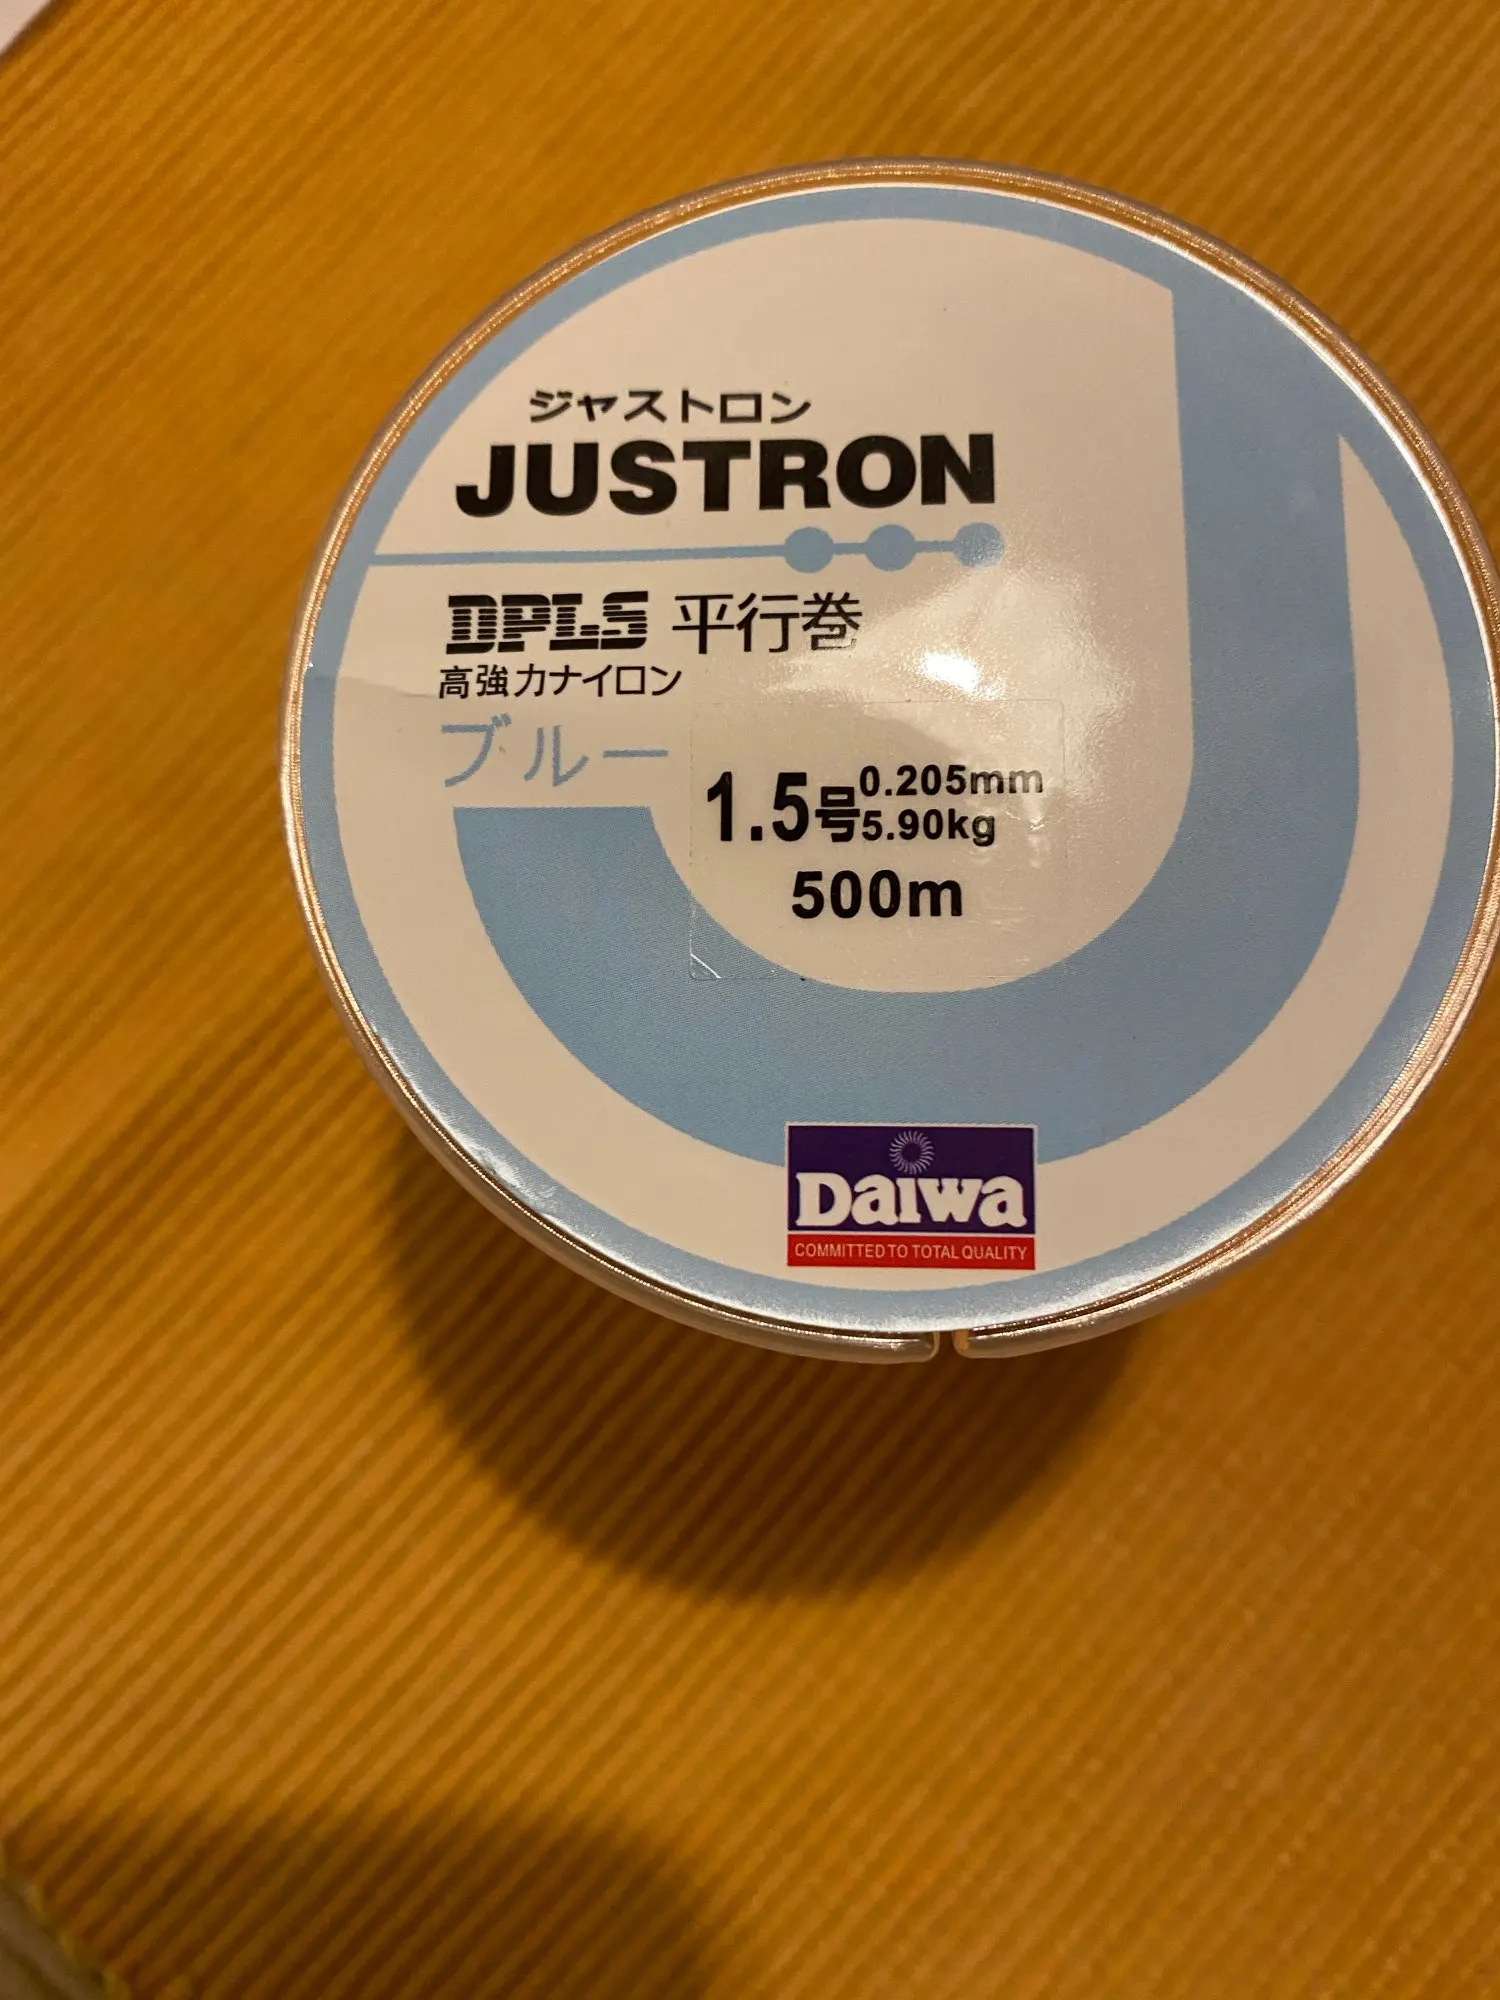 ジャストロン
JUSTRON
DPLS 平行巻
高強力ナイロン
ブルー
1.5号 0.205mm
5.90kg
500m
Daiwa
COMMITTED TO TOTAL QUALITY